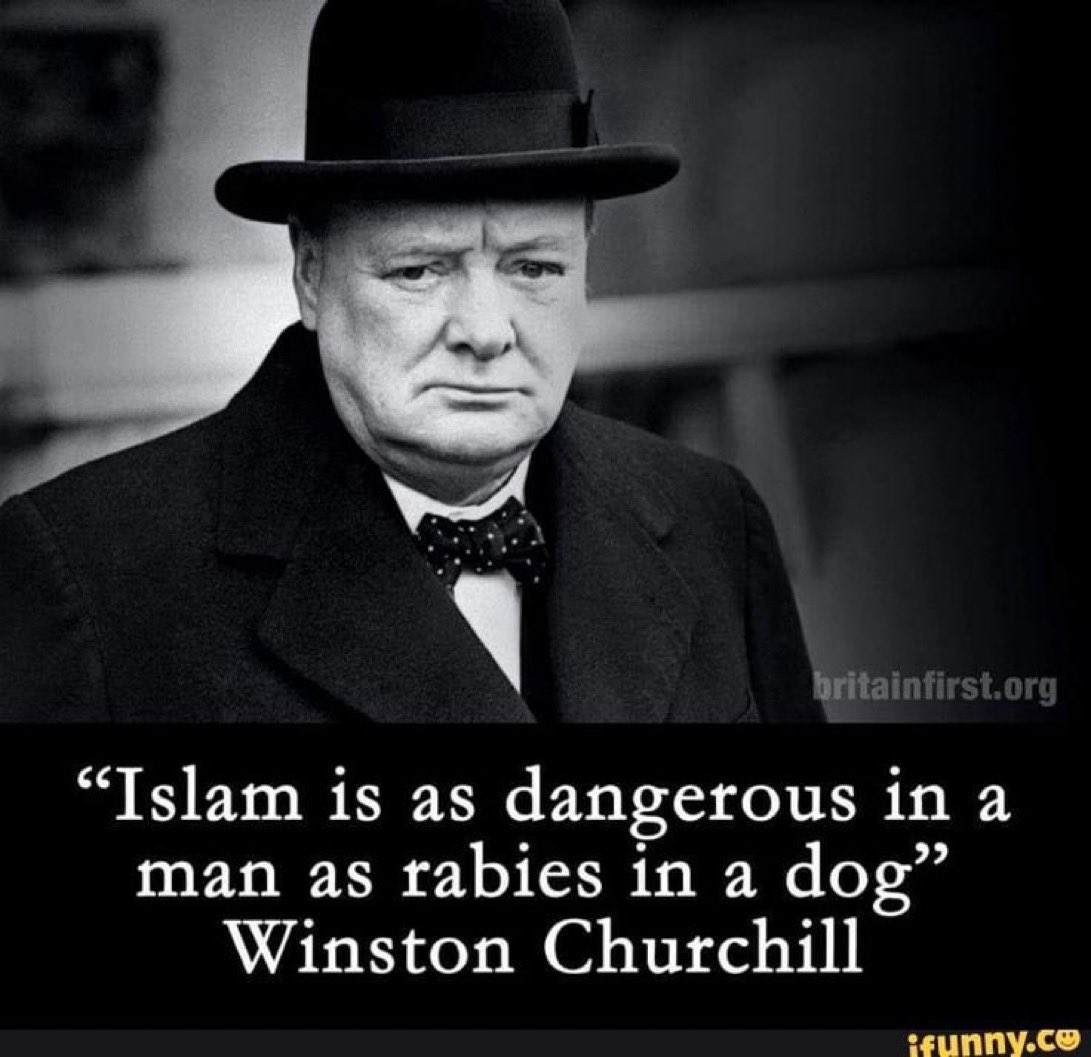 britainfirst.org
“Islam is as dangerous in a
man as rabies in a dog”
Winston Churchill
ifunny.co